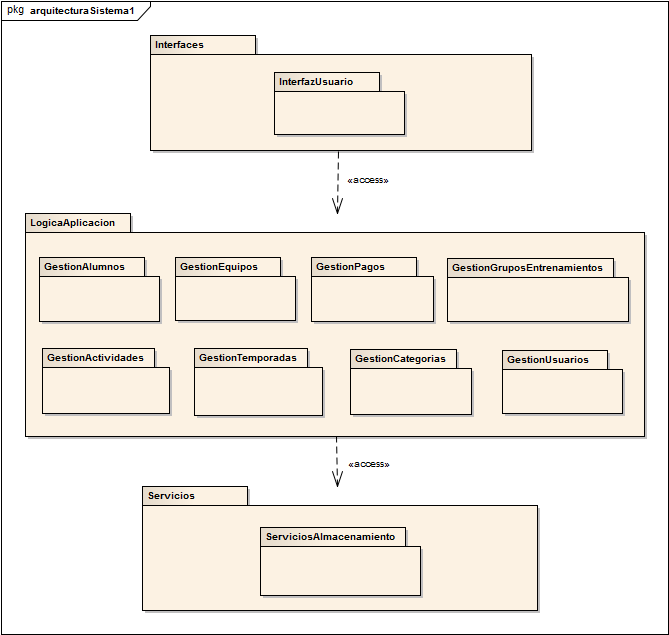 pkg arquitecturaSistema1
Interfaces
InterfazUsuario
«access»
LogicaAplicacion
GestionAlumnos GestionEquipos GestionPagos GestionGruposEntrenamientos
GestionActividades GestionTemporadas GestionCategorias GestionUsuarios
«access»
Servicios
ServiciosAlmacenamiento